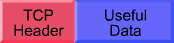 TCP Header
Useful Data